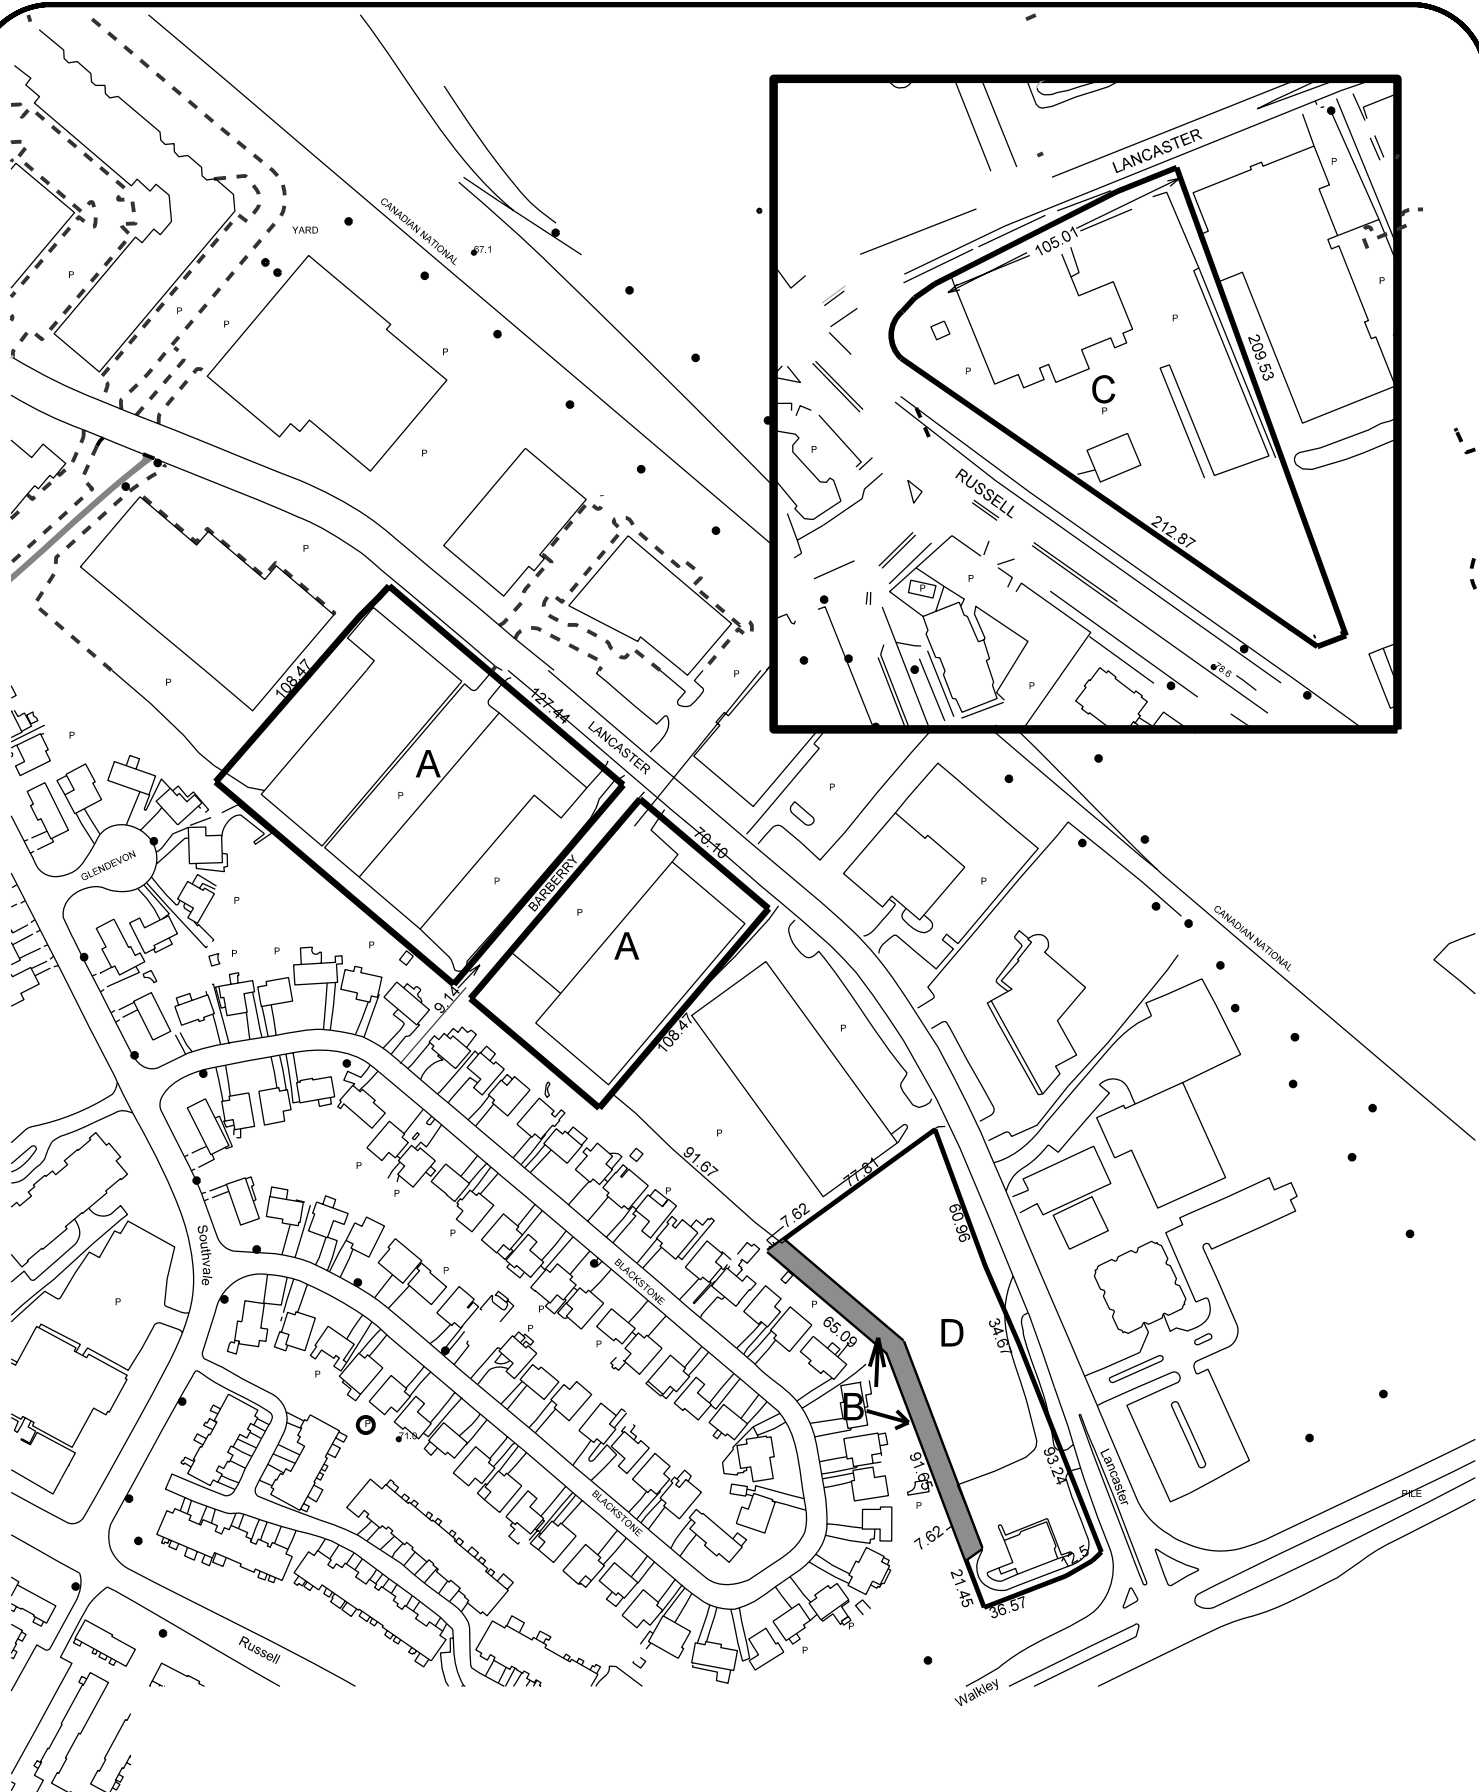 LANCASTER
105.01
P
P
CANADIAN NATIONAL
YARD
67.1
P
P
P
P
P
209.53
P
P
C
P
P
P
P
RUSSELL
212.87
P
P
P
P
78.6
P
P
108.47
127.44
LANCASTER
P
A
P
P
70.10
GLENDEVON
BARBERRY
P
P
P
P
A
P
P
P
P
CANADIAN NATIONAL
9.14
108.47
P
P
91.67
77.81
P
P
P
7.62
60.96
P
Southvale
BLACKSTONE
P
P
P
P
65.09
D
34.67
P
P
P
B
P
71.0
91.65
93.24
Lancaster
BLACKSTONE
PILE
P
7.62
12.5
21.45
36.57
P
P
Russell
Walkley